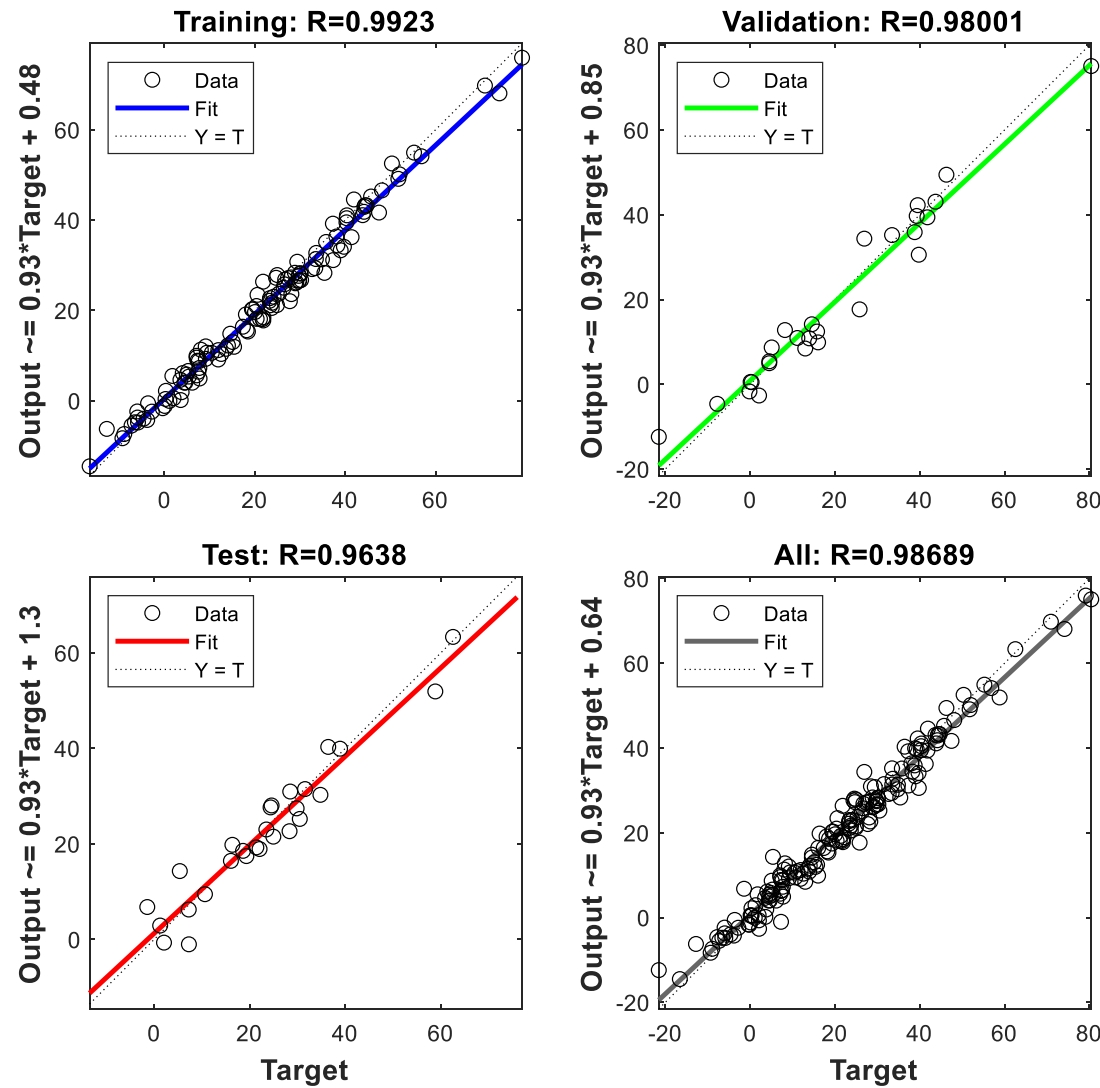 Training: R=0.9923
Output ~= 0.93*Target + 0.48
Data
Fit
Y = T
60
40
20
0
0
20
40
60
Validation: R=0.98001
Output ~= 0.93*Target + 0.85
Data
Fit
Y = T
80
60
40
20
0
-20
-20
0
20
40
60
80
Test: R=0.9638
Output ~= 0.93*Target + 1.3
Data
Fit
Y = T
60
40
20
0
0
20
40
60
Target
All: R=0.98689
Output ~= 0.93*Target + 0.64
Data
Fit
Y = T
80
60
40
20
0
-20
-20
0
20
40
60
80
Target